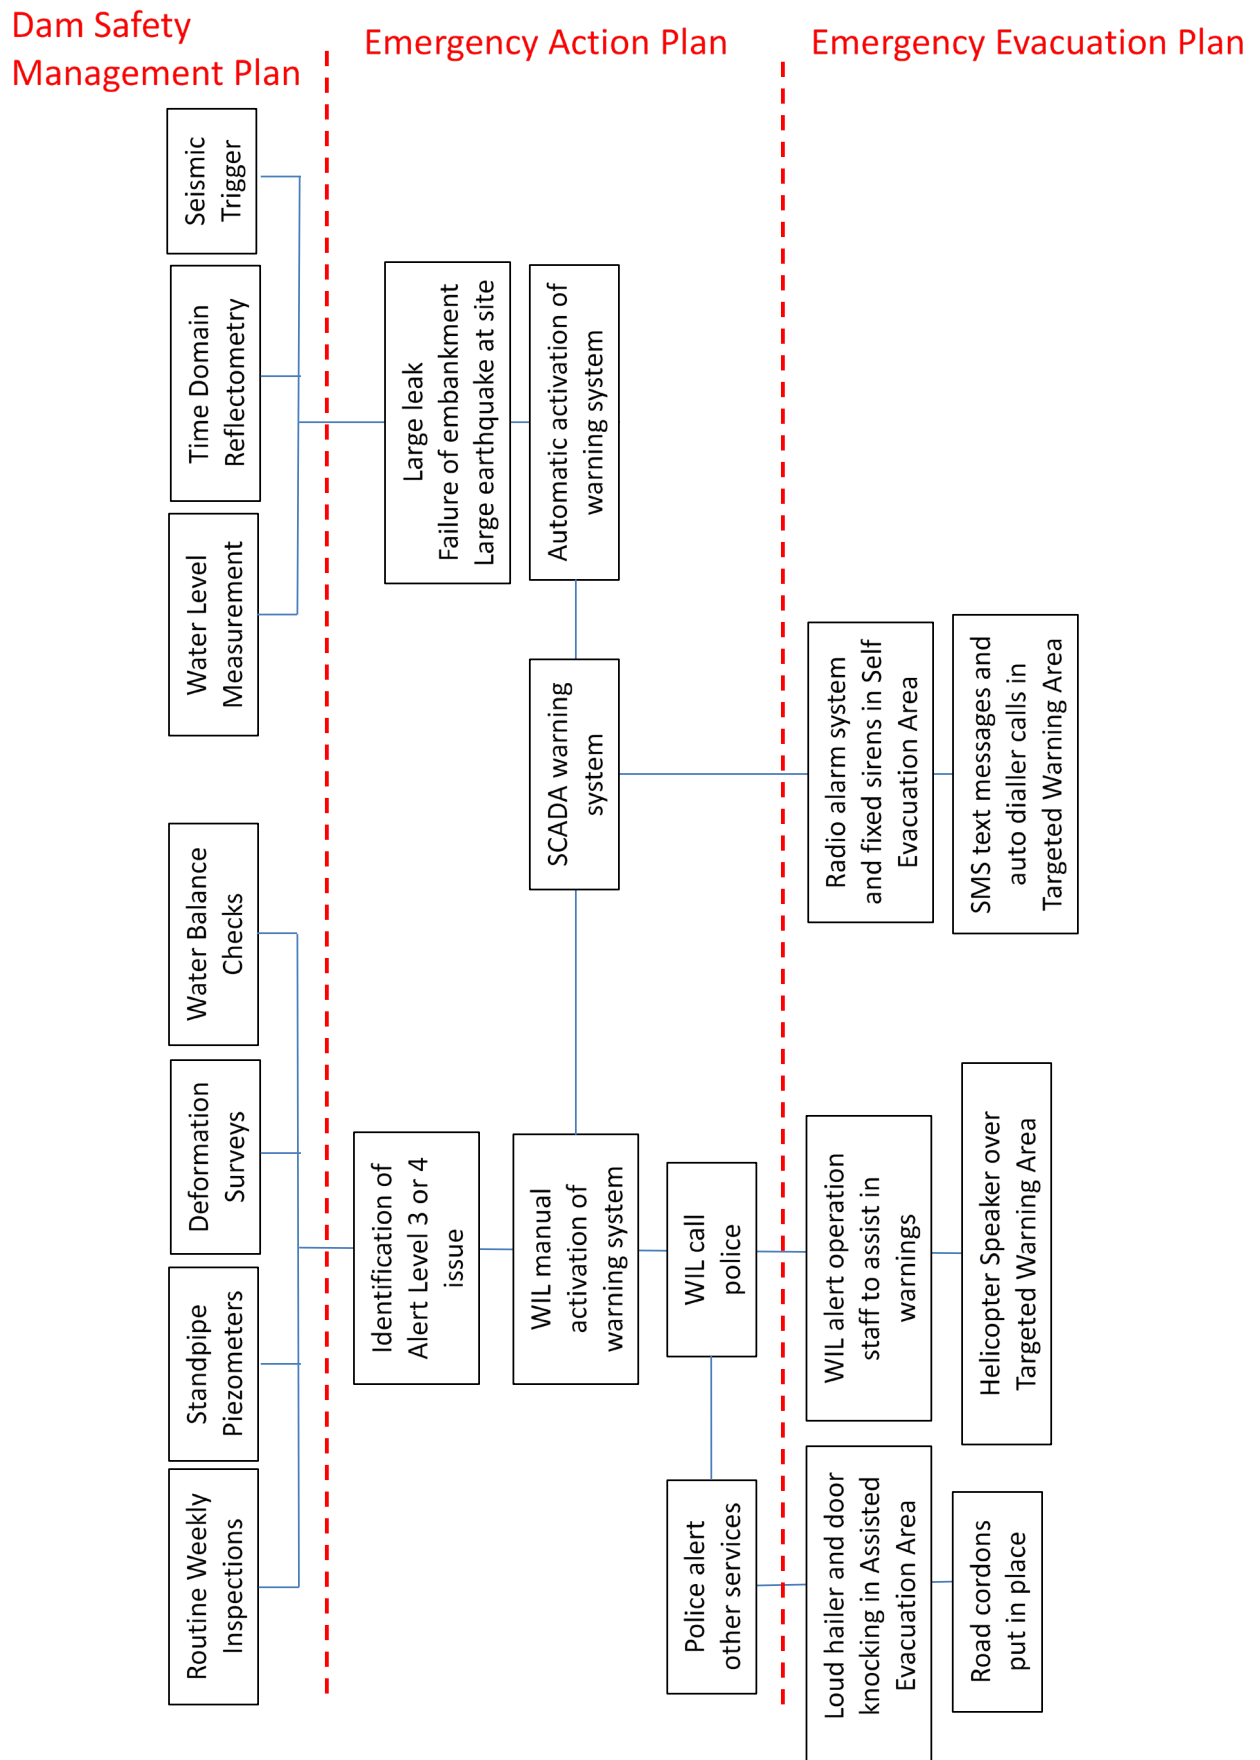 Dam Safety
Management Plan
Emergency Action Plan
Emergency Evacuation Plan
Seismic
Trigger
Time Domain
Reflectometry
Water Level
Measurement
Water Balance
Checks
Deformation
Surveys
Standpipe
Piezometers
Routine Weekly
Inspections
Large leak
Failure of embankment
Large earthquake at site
Automatic activation of
warning system
SCADA warning
system
Identification of
Alert Level 3 or 4
issue
WIL manual
activation of
warning system
WIL call
police
Police alert
other services
Radio alarm system
and fixed sirens in Self
Evacuation Area
SMS text messages and
auto dialler calls in
Targeted Warning Area
WIL alert operation
staff to assist in
warnings
Helicopter Speaker over
Targeted Warning Area
Loud hailer and door
knocking in Assisted
Evacuation Area
Road cordons
put in place